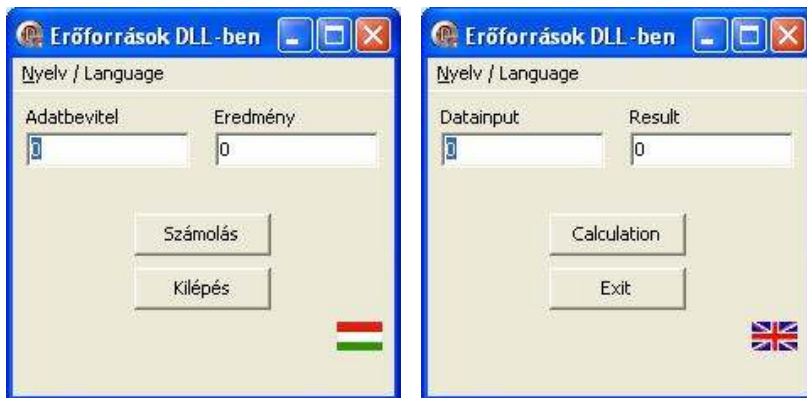 Erőforrások DLL-ben
Nyelv / Language
Adatbevitel Eredmény
0 0
Számolás
Kilépés
Erőforrások DLL-ben
Nyelv / Language
Datainput Result
0 0
Calculation
Exit